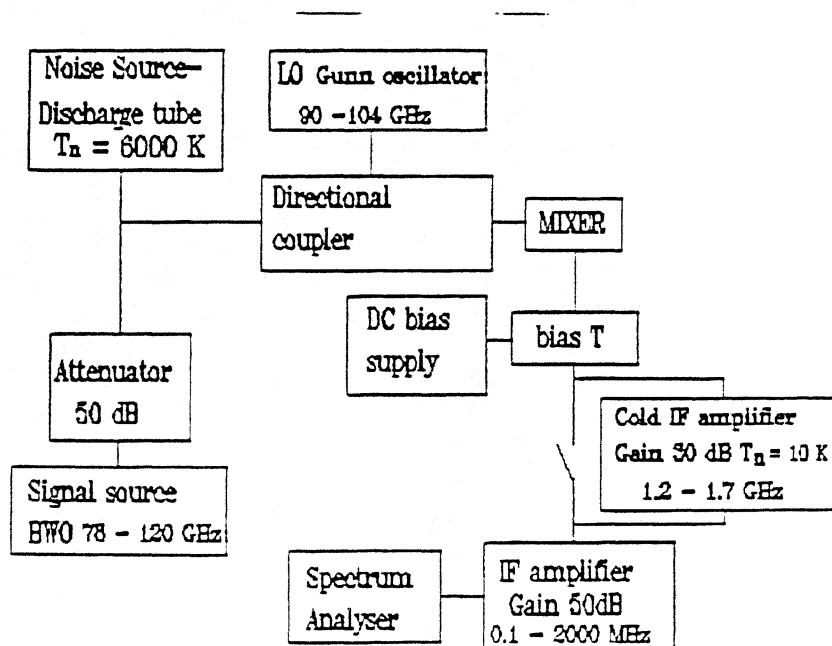 Noise Source-
Discharge tube
Tn = 6000 K
LO Gunn oscillator
90 - 104 GHz
Directional
coupler
MIXER
DC bias
supply
bias T
Attenuator
50 dB
Cold IF amplifier
Gain 30 dB Tn = 10 K
1.2 - 1.7 GHz
Signal source
BWO 78 - 120 GHz
Spectrum
Analyser
IF amplifier
Gain 50dB
0.1 - 2000 MHz